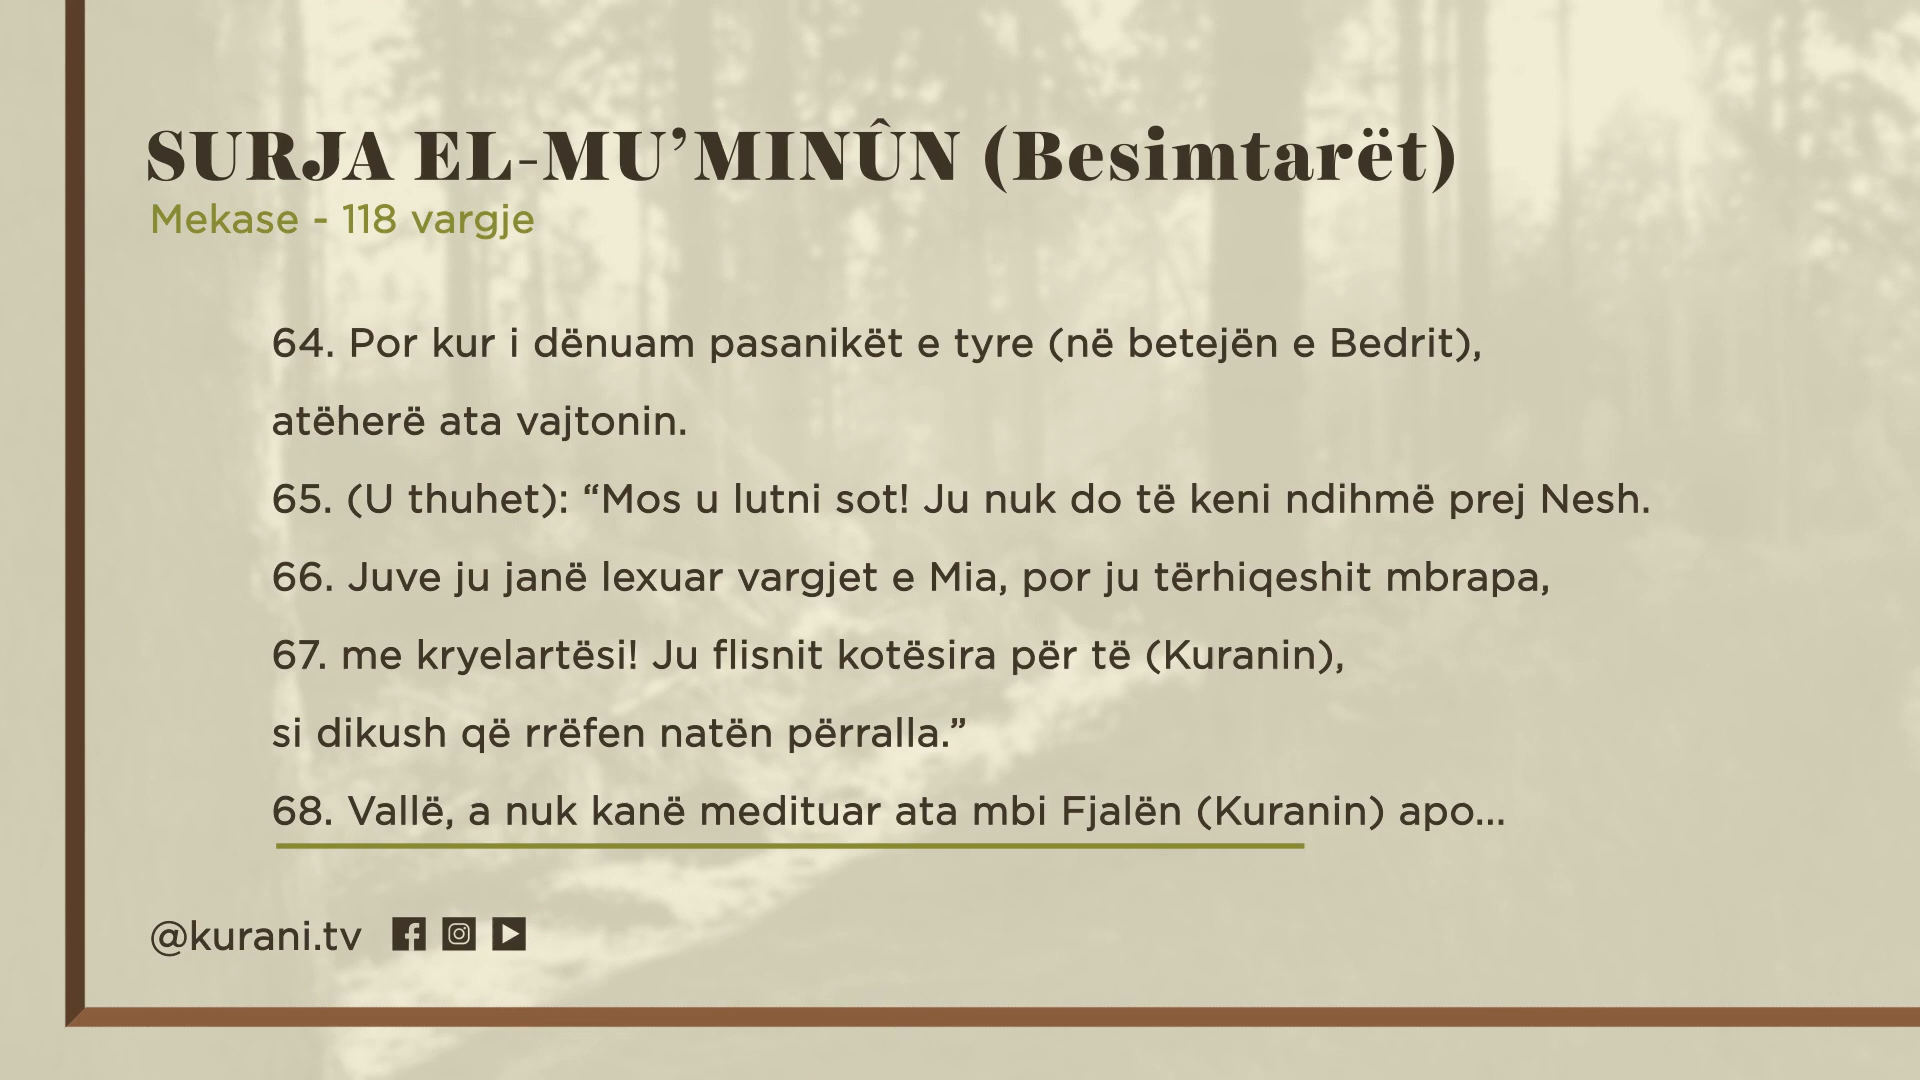 SURJA EL-MU’MINÛN (Besimtarët)
Mekase - 118 vargje
64. Por kur i dënuam pasanikët e tyre (në betejën e Bedrit),
atëherë ata vajtonin.
65. (U thuhet): “Mos u lutni sot! Ju nuk do të keni ndihmë prej Nesh.
66. Juve ju janë lexuar vargjet e Mia, por ju tërhiqeshit mbrapa,
67. me kryelartësi! Ju flisnit kotësira për të (Kuranin),
si dikush që rrëfen natën përralla.”
68. Vallë, a nuk kanë medituar ata mbi Fjalën (Kuranin) apo...
@kurani.tv